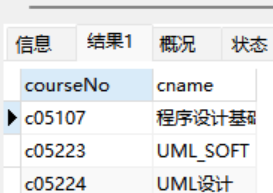 信息 结果1 概况 状态
courseNo cname
c05107 程序设计基础
c05223 UML_SOFT
c05224 UML设计